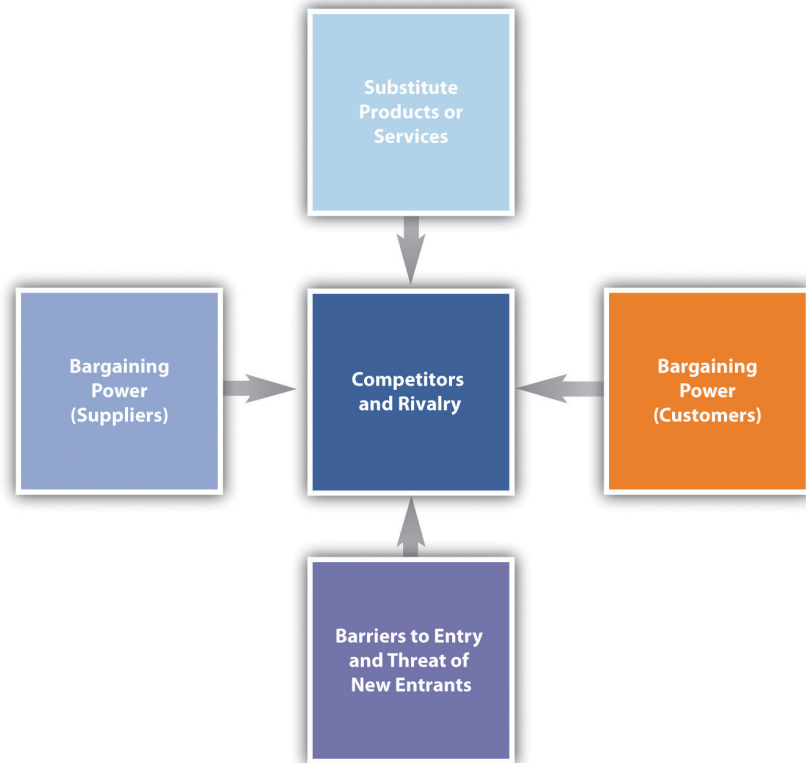 Substitute
Products or
Services
Bargaining
Power
(Suppliers)
Competitors
and Rivalry
Bargaining
Power
(Customers)
Barriers to Entry
and Threat of
New Entrants